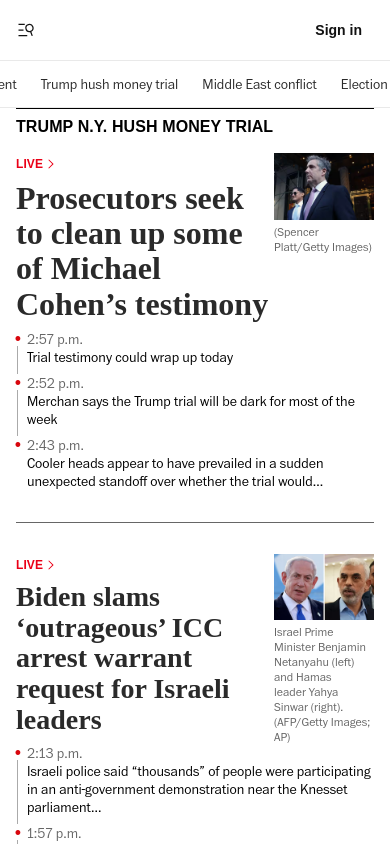 Sign in
ent Trump hush money trial Middle East conflict Election
TRUMP N.Y. HUSH MONEY TRIAL
LIVE
Prosecutors seek
to clean up some
of Michael
Cohen’s testimony
(Spencer
Platt/Getty Images)
2:57 p.m.
Trial testimony could wrap up today
2:52 p.m.
Merchan says the Trump trial will be dark for most of the
week
2:43 p.m.
Cooler heads appear to have prevailed in a sudden
unexpected standoff over whether the trial would…
LIVE
Biden slams
‘outrageous’ ICC
arrest warrant
request for Israeli
leaders
Israel Prime
Minister Benjamin
Netanyahu (left)
and Hamas
leader Yahya
Sinwar (right).
(AFP/Getty Images;
AP)
2:13 p.m.
Israeli police said “thousands” of people were participating
in an anti-government demonstration near the Knesset
parliament…
1:57 p.m.